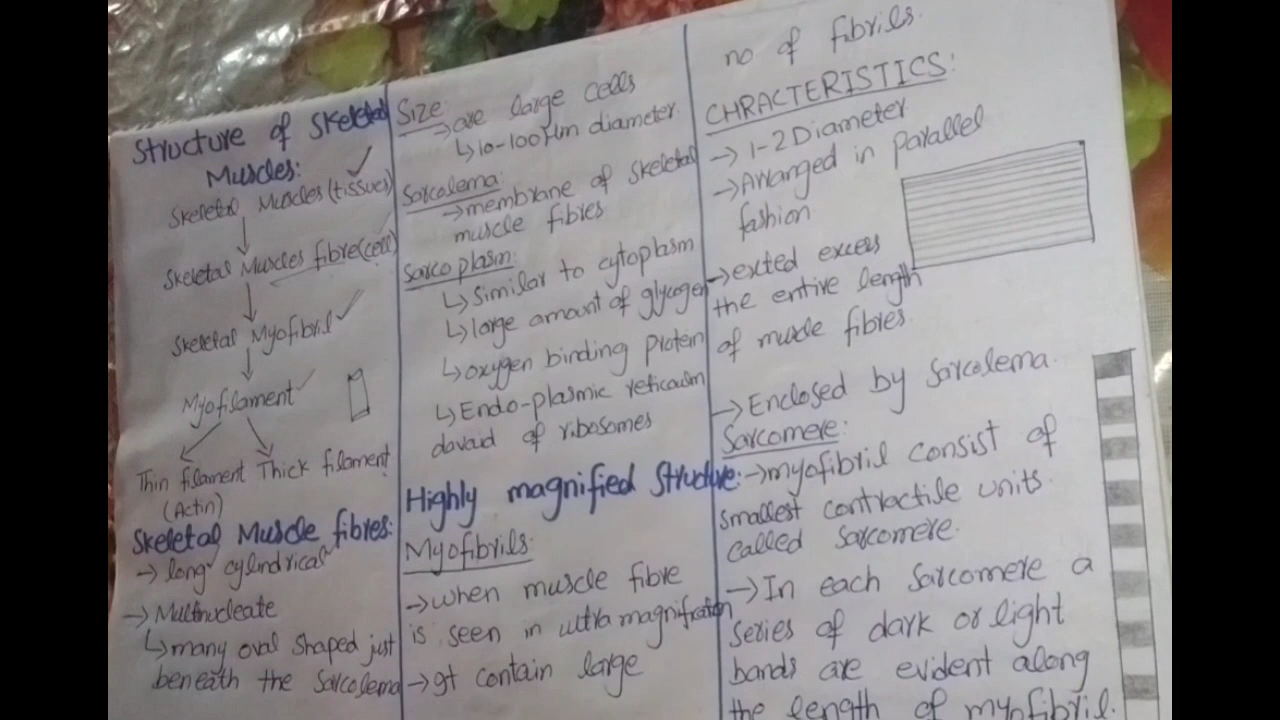 Structure of Skeletal
Muscles:
Skeletal Muscles (tissues)
Skeletal Muscles fibre(cell)
Skeletal Myofibril
Myofilament
Thin filament Thick filament
(Actin)
Skeletal Muscle fibres:
→ long cylindrical
→ Multinucleate
↳ many oval shaped just
beneath the Sarcolema
Size:
→ are large cells
↳ 10-100 μm diameter.
Sarcolema:
→ membrane of skeletal
muscle fibres
Sarcoplasm:
↳ Similar to cytoplasm
↳ large amount of glycogen
↳ oxygen binding protein
↳ Endo-plasmic
davaid of ribosomes
Highly magnified Structure:
Myofibrils:
→ when muscle fibre
is seen in ultra
→ It contain large
no of fibrils.
CHRACTERISTICS:
→ 1-2 Diameter
→ Arranged in parallel
fashion
→ exted excess
the entire length
of muscle fibres.
→ Enclosed by sarcolema.
Sarcomere:
→ myofibril consist of
smallest contractile units.
called sarcomere.
→ In each sarcomere a
series of dark or light
bands are evident along
the length of myofibril.